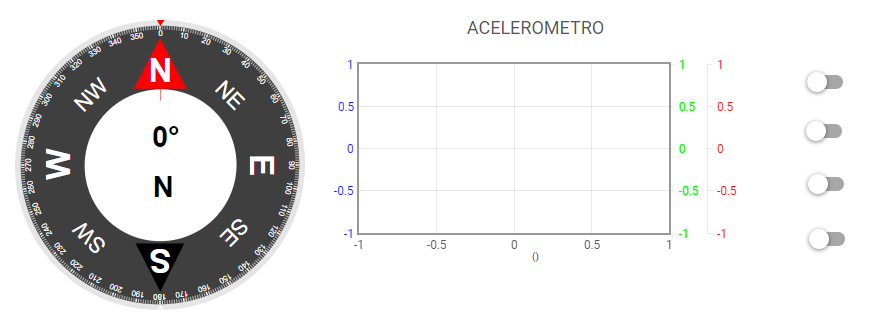 0
10
20
30
40
50
60
70
80
90
100
110
120
130
140
150
160
170
180
190
200
210
220
230
240
250
260
270
280
290
300
310
320
330
340
350
N
NE
E
SE
S
SW
W
NW
0°
N
ACELEROMETRO
1 1 1
0.5 0.5 0.5
0 0 0
-0.5 -0.5 -0.5
-1 -1 -1
-1 -0.5 0 0.5 1
()